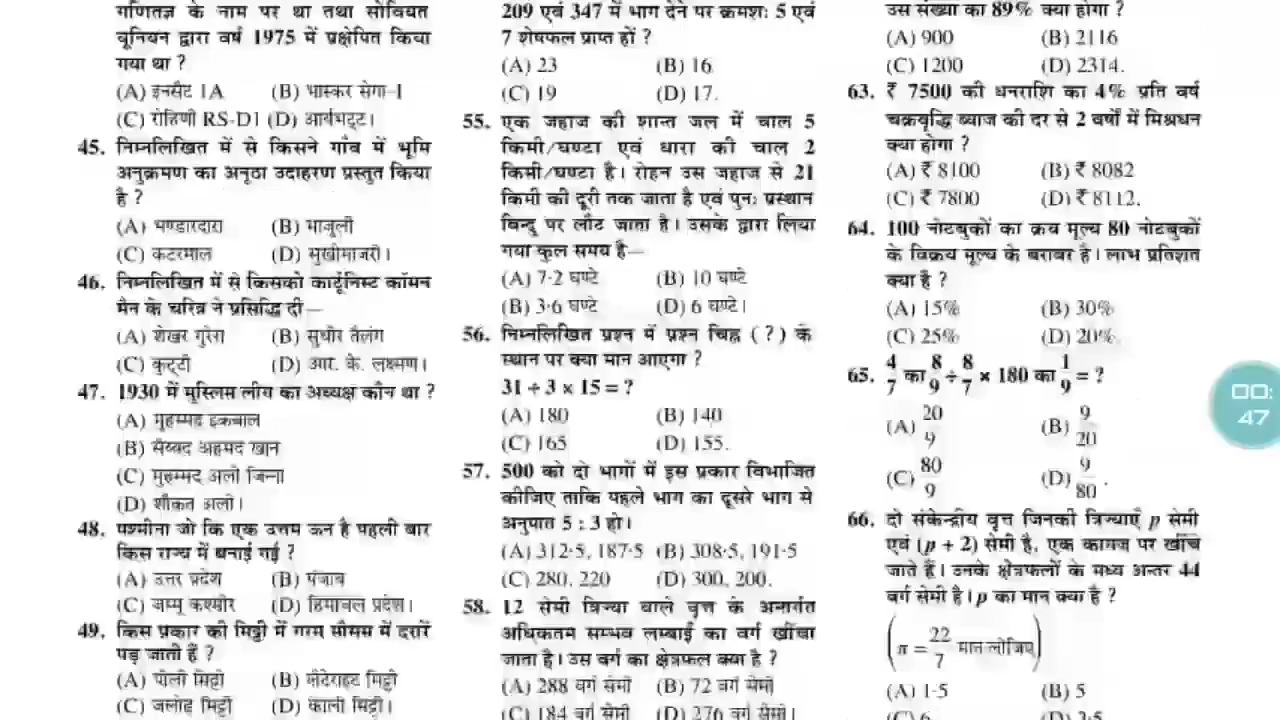 गणितज्ञ के नाम पर था तथा सोवियत
यूनियन द्वारा वर्ष 1975 में प्रक्षेपित किया
गया था ?
(A) इनसैट 1A (B) भास्कर सेगा-I
(C) रोहिणी RS-D1 (D) आर्यभट्ट।
45. निम्नलिखित में से किसने गाँव में भूमि
अनुक्रमण का अनूठा उदाहरण प्रस्तुत किया
है ?
(A) भण्डारदारा (B) भाजुली
(C) कटरमाल (D) सुखीमाजरी।
46. निम्नलिखित में से किसको कार्टूनिस्ट कॉमन
मैन के चरित्र ने प्रसिद्धि दी—
(A) शेखर गुरेरा (B) सुधीर तैलंग
(C) कुट्टी (D) आर. के. लक्ष्मण।
47. 1930 में मुस्लिम लीग का अध्यक्ष कौन था ?
(A) मुहम्मद इकबाल
(B) सैय्यद अहमद खान
(C) मुहम्मद अली जिन्ना
(D) शौकत अली।
48. पश्मीना जो कि एक उत्तम ऊन है पहली बार
किस राज्य में बनाई गई ?
(A) उत्तर प्रदेश (B) पंजाब
(C) जम्मू कश्मीर (D) हिमाचल प्रदेश।
49. किस प्रकार की मिट्टी में गरम मौसम में दरारें
पड़ जाती हैं ?
(A) पीली मिट्टी (B) लैटेराइट मिट्टी
(C) जलोढ़ मिट्टी (D) काली मिट्टी।
209 एवं 347 में भाग देने पर क्रमशः 5 एवं
7 शेषफल प्राप्त हों ?
(A) 23 (B) 16
(C) 19 (D) 17.
55. एक जहाज की शान्त जल में चाल 5
किमी/घण्टा एवं धारा की चाल 2
किमी/घण्टा है। रोहन उस जहाज से 21
किमी की दूरी तक जाता है एवं पुनः प्रस्थान
बिन्दु पर लौट जाता है। उसके द्वारा लिया
गया कुल समय है—
(A) 7·2 घण्टे (B) 10 घण्टे
(B) 3·6 घण्टे (D) 6 घण्टे।
56. निम्नलिखित प्रश्न में प्रश्न चिह्न (?) के
स्थान पर क्या मान आएगा ?
31 ÷ 3 × 15 = ?
(A) 180 (B) 140
(C) 165 (D) 155.
57. 500 को दो भागों में इस प्रकार विभाजित
कीजिए ताकि पहले भाग का दूसरे भाग से
अनुपात 5 : 3 हो।
(A) 312·5, 187·5 (B) 308·5, 191·5
(C) 280, 220 (D) 300, 200.
58. 12 सेमी त्रिज्या वाले वृत्त के अन्तर्गत
अधिकतम सम्भव लम्बाई का वर्ग खींचा
जाता है। उस वर्ग का क्षेत्रफल क्या है ?
(A) 288 वर्ग सेमी (B) 72 वर्ग सेमी
(C) 184 वर्ग सेमी (D) 276 वर्ग सेमी।
उस संख्या का 89% क्या होगा ?
(A) 900 (B) 2116
(C) 1200 (D) 2314.
63. ₹ 7500 की धनराशि का 4% प्रति वर्ष
चक्रवृद्धि ब्याज की दर से 2 वर्षों में मिश्रधन
क्या होगा ?
(A) ₹ 8100 (B) ₹ 8082
(C) ₹ 7800 (D) ₹ 8112.
64. 100 नोटबुकों का क्रय मूल्य 80 नोटबुकों
के विक्रय मूल्य के बराबर है। लाभ प्रतिशत
क्या है ?
(A) 15% (B) 30%
(C) 25% (D) 20%
65. 4/7 का 8/9 ÷ 8/7 × 180 का 1/9 = ?
(A) 20/9 (B) 9/20
(C) 80/9 (D) 9/80.
66. दो संकेन्द्रीय वृत्त जिनकी त्रिज्याएँ p सेमी
एवं (p + 2) सेमी है, एक कागज पर खींचे
जाते हैं। उनके क्षेत्रफलों के मध्य अन्तर 44
वर्ग सेमी है। p का मान क्या है ?
(π = 22/7 मान लीजिए)
(A) 1·5 (B) 5
(C) 6 (D) 2·5
00:
47